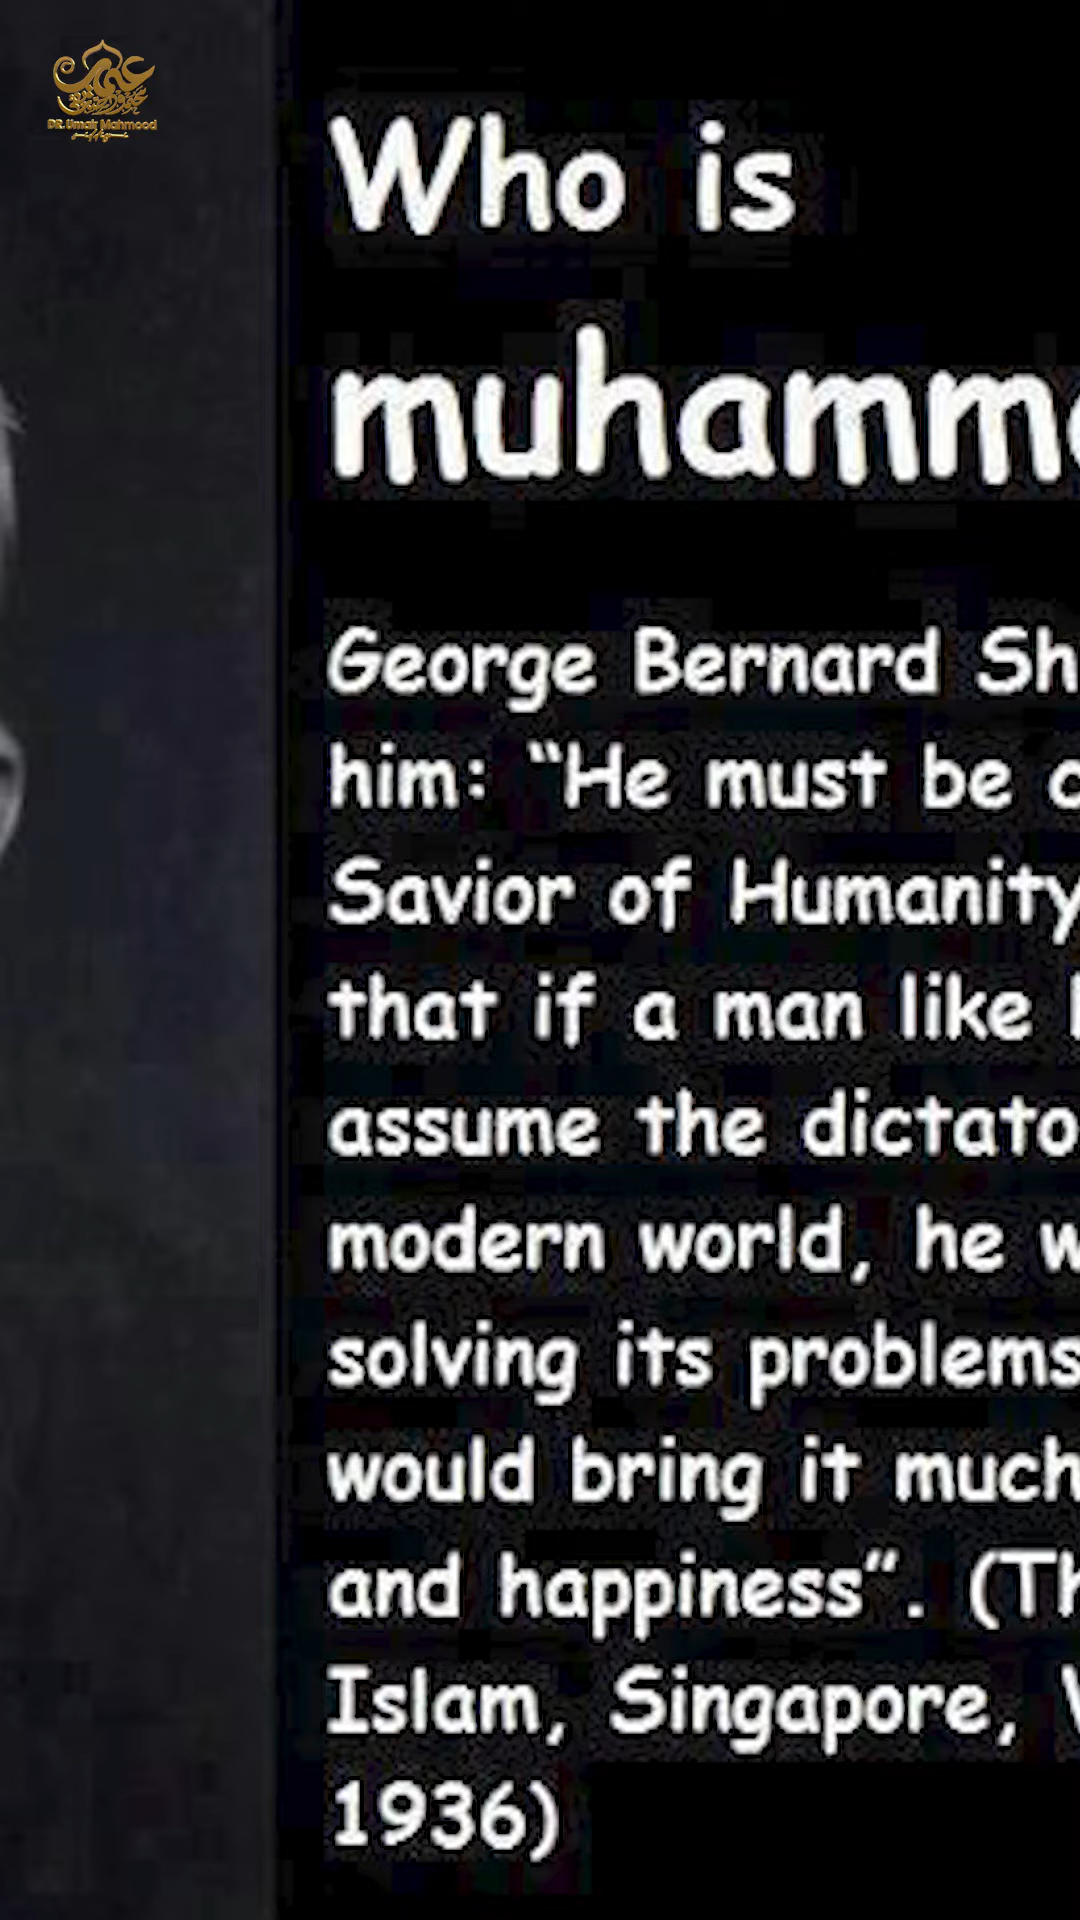 DR. Umair Mahmood
Who is
muhamm
George Bernard Sh
him: “He must be c
Savior of Humanity
that if a man like
assume the dictato
modern world, he w
solving its problems
would bring it much
and happiness”. (Th
Islam, Singapore, V
1936)